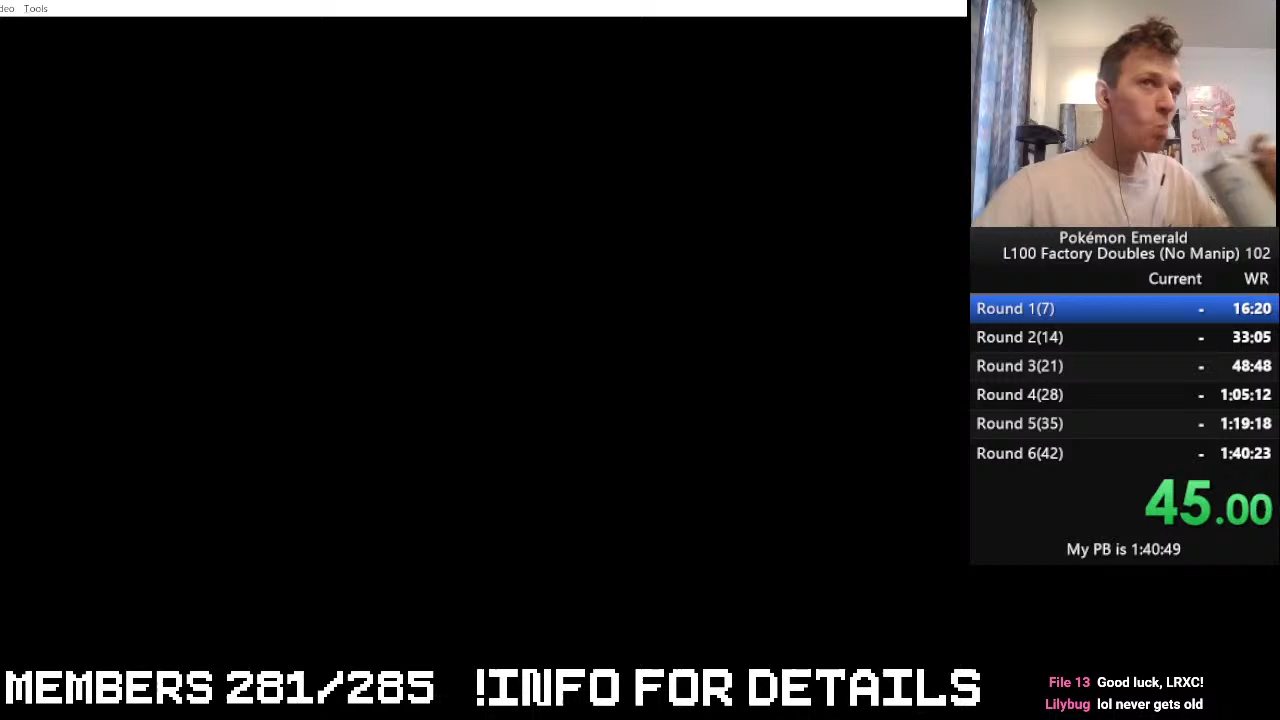 deo Tools
Pokémon Emerald
L100 Factory Doubles (No Manip) 102
Current WR
Round 1(7) - 16:20
Round 2(14) - 33:05
Round 3(21) - 48:48
Round 4(28) - 1:05:12
Round 5(35) - 1:19:18
Round 6(42) - 1:40:23
45.00
My PB is 1:40:49
MEMBERS 281/285 !INFO FOR DETAILS
File 13 Good luck, LRXC!
Lilybug lol never gets old